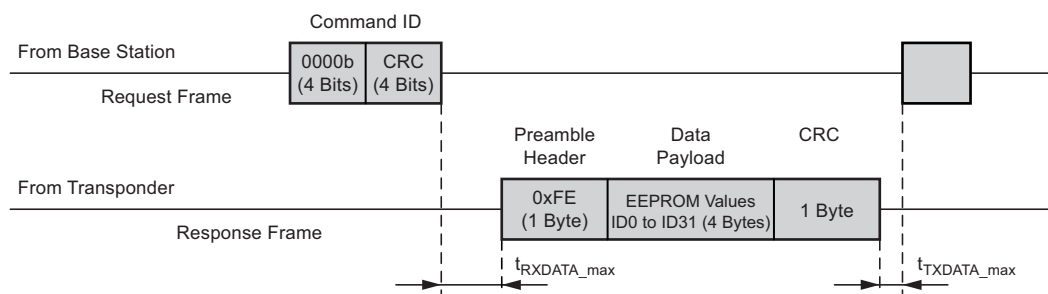 Command ID
From Base Station
0000b
(4 Bits)
CRC
(4 Bits)
Request Frame
Preamble
Header
Data
Payload
CRC
From Transponder
0xFE
(1 Byte)
EEPROM Values
ID0 to ID31 (4 Bytes)
1 Byte
Response Frame
tRXDATA_max
tTXDATA_max